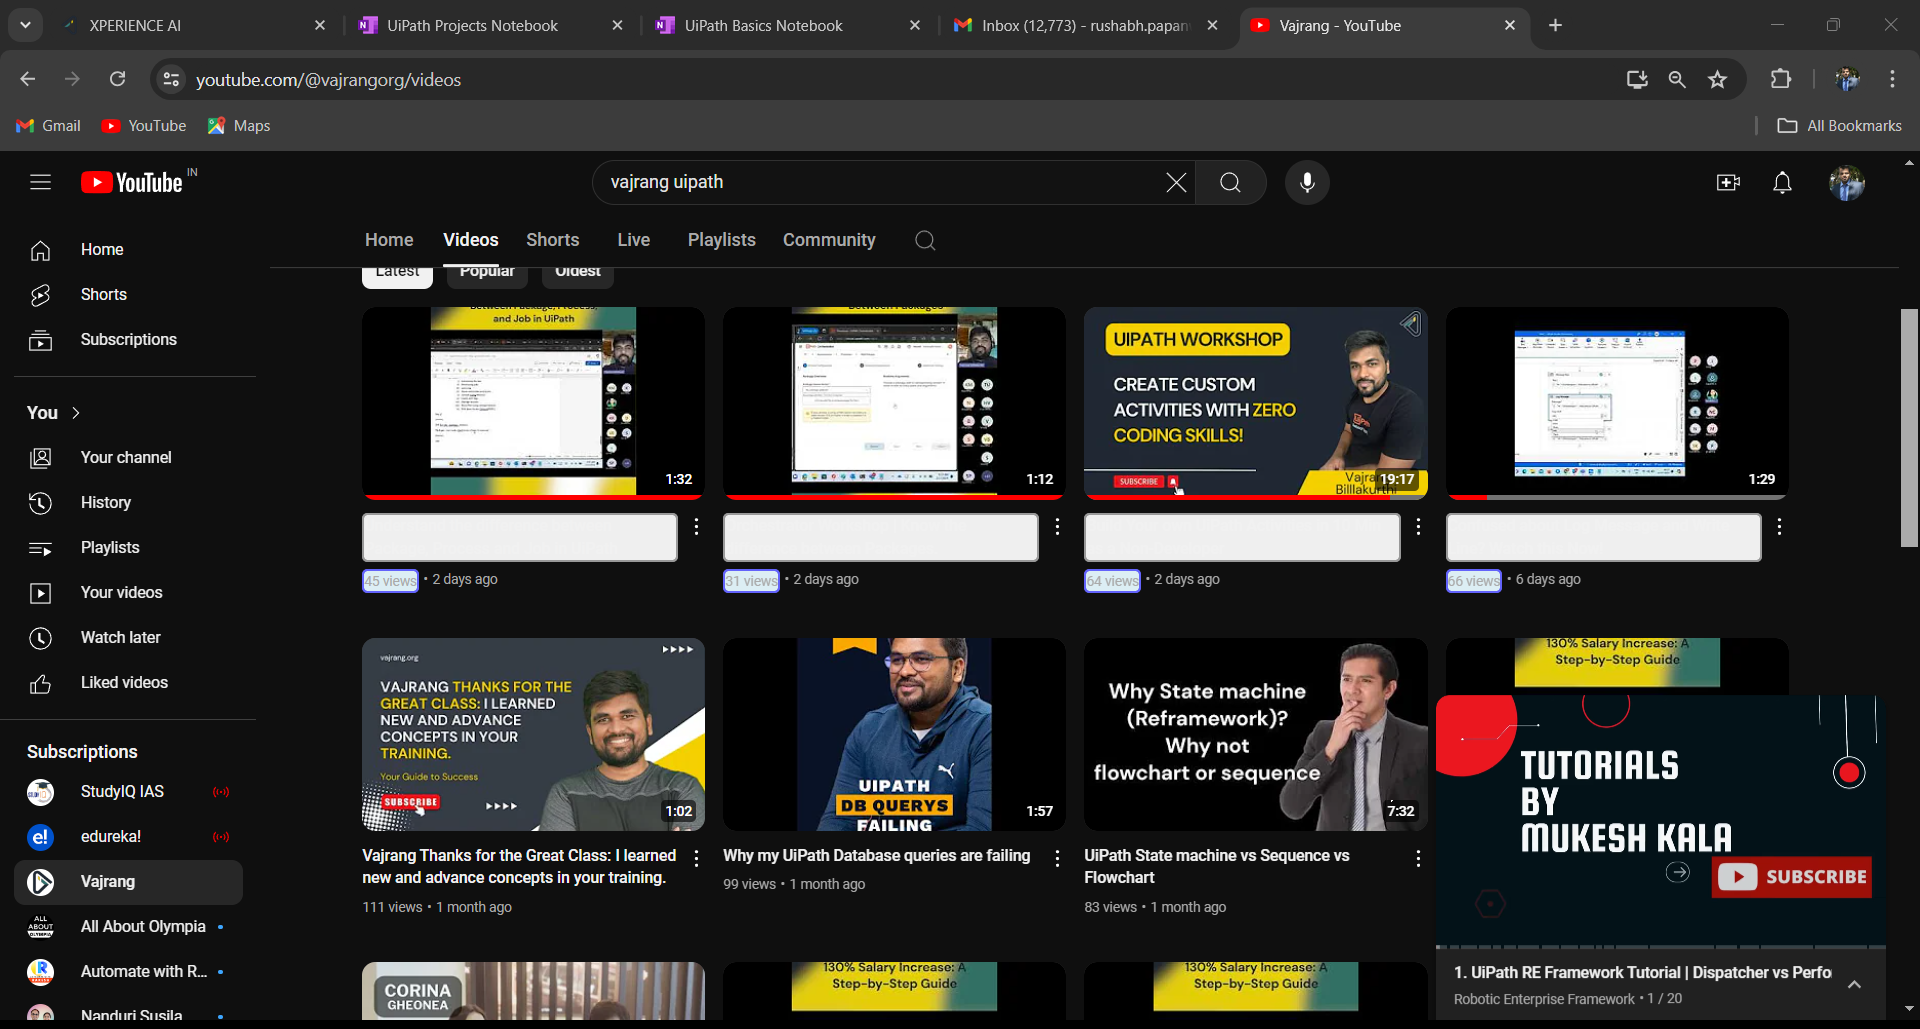 XPERIENCE AI
UiPath Projects Notebook
UiPath Basics Notebook
Inbox (12,773) - rushabh.papan
Vajrang - YouTube
youtube.com/@vajrangorg/videos
Gmail
YouTube
Maps
All Bookmarks
YouTube
IN
vajrang uipath
Home
Videos
Shorts
Live
Playlists
Community
Latest
Popular
Oldest
Home
Shorts
Subscriptions
You
Your channel
History
Playlists
Your videos
Watch later
Liked videos
Subscriptions
StudyIQ IAS
e!
edureka!
Vajrang
ALL
ABOUT
OLYMPIA
All About Olympia
Automate with R...
Nanduri Susila
and Job in UiPath
1:32
45 views • 2 days ago
1:12
31 views • 2 days ago
UIPATH WORKSHOP
CREATE CUSTOM
ACTIVITIES WITH ZERO
CODING SKILLS!
SUBSCRIBE
19:17
64 views • 2 days ago
1:29
66 views • 6 days ago
vajrang.org
VAJRANG THANKS FOR THE
GREAT CLASS: I LEARNED
NEW AND ADVANCE
CONCEPTS IN YOUR
TRAINING.
Your Guide to Success
SUBSCRIBE
1:02
Vajrang Thanks for the Great Class: I learned
new and advance concepts in your training.
111 views • 1 month ago
UIPATH
DB QUERYS
FAILING
1:57
Why my UiPath Database queries are failing
99 views • 1 month ago
Why State machine
(Reframework)?
Why not
flowchart or sequence
7:32
UiPath State machine vs Sequence vs
Flowchart
83 views • 1 month ago
130% Salary Increase: A
Step-by-Step Guide
TUTORIALS
BY
MUKESH KALA
SUBSCRIBE
1. UiPath RE Framework Tutorial | Dispatcher vs Perfo
Robotic Enterprise Framework • 1 / 20
CORINA
GHEONEA
130% Salary Increase: A
Step-by-Step Guide
130% Salary Increase: A
Step-by-Step Guide